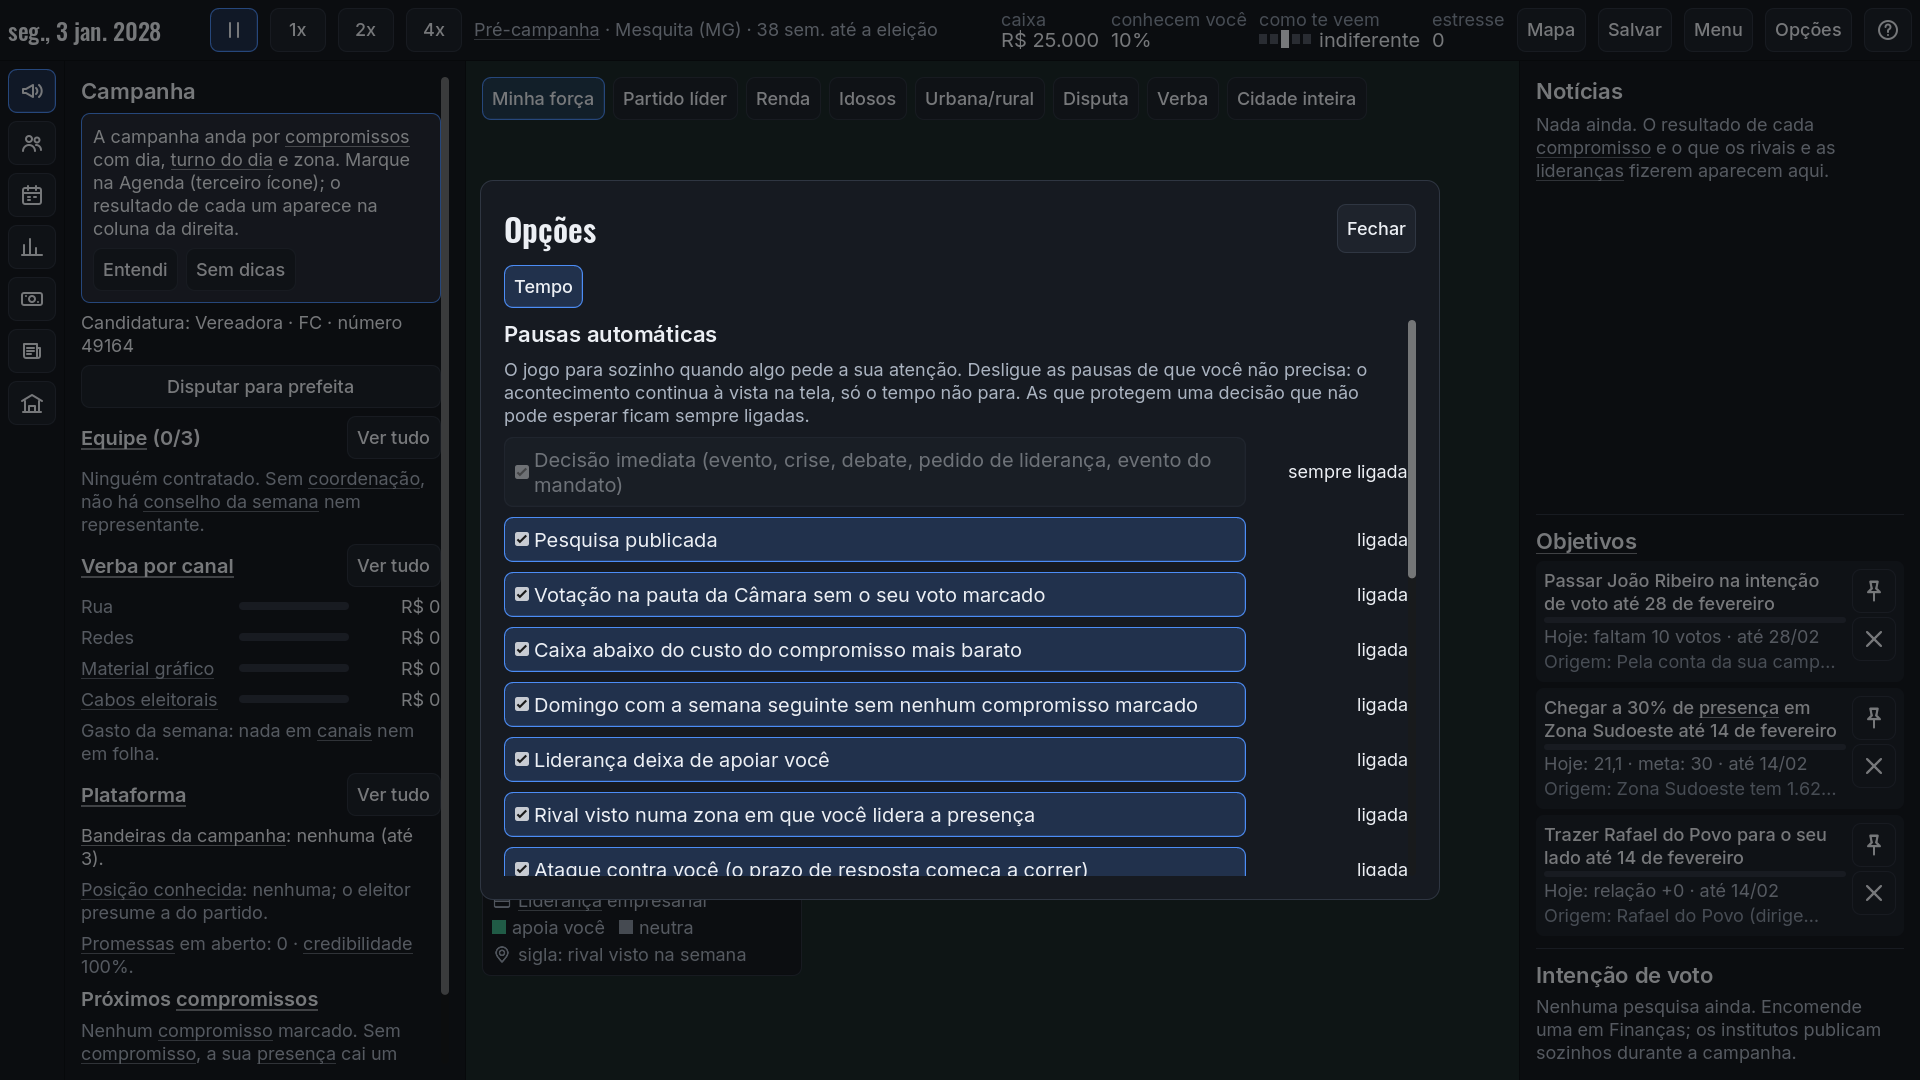 seg., 3 jan. 2028
1x
2x
4x
Pré-campanha · Mesquita (MG) · 38 sem. até a eleição
caixa
R$ 25.000
conhecem você
10%
como te veem
indiferente
estresse
0
Mapa
Salvar
Menu
Opções
Campanha
A campanha anda por compromissos
com dia, turno do dia e zona. Marque
na Agenda (terceiro ícone); o
resultado de cada um aparece na
coluna da direita.
Entendi
Sem dicas
Candidatura: Vereadora · FC · número
49164
Disputar para prefeita
Equipe (0/3)
Ver tudo
Ninguém contratado. Sem coordenação,
não há conselho da semana nem
representante.
Verba por canal
Ver tudo
Rua
R$ 0
Redes
R$ 0
Material gráfico
R$ 0
Cabos eleitorais
R$ 0
Gasto da semana: nada em canais nem
em folha.
Plataforma
Ver tudo
Bandeiras da campanha: nenhuma (até
3).
Posição conhecida: nenhuma; o eleitor
presume a do partido.
Promessas em aberto: 0 · credibilidade
100%.
Próximos compromissos
Nenhum compromisso marcado. Sem
compromisso, a sua presença cai um
Minha força
Partido líder
Renda
Idosos
Urbana/rural
Disputa
Verba
Cidade inteira
Opções
Fechar
Tempo
Pausas automáticas
O jogo para sozinho quando algo pede a sua atenção. Desligue as pausas de que você não precisa: o
acontecimento continua à vista na tela, só o tempo não para. As que protegem uma decisão que não
pode esperar ficam sempre ligadas.
Decisão imediata (evento, crise, debate, pedido de liderança, evento do
mandato)
sempre ligada
Pesquisa publicada
ligada
Votação na pauta da Câmara sem o seu voto marcado
ligada
Caixa abaixo do custo do compromisso mais barato
ligada
Domingo com a semana seguinte sem nenhum compromisso marcado
ligada
Liderança deixa de apoiar você
ligada
Rival visto numa zona em que você lidera a presença
ligada
Ataque contra você (o prazo de resposta começa a correr)
ligada
Liderança empresarial
apoia você
neutra
sigla: rival visto na semana
Notícias
Nada ainda. O resultado de cada
compromisso e o que os rivais e as
lideranças fizerem aparecem aqui.
Objetivos
Passar João Ribeiro na intenção
de voto até 28 de fevereiro
Hoje: faltam 10 votos · até 28/02
Origem: Pela conta da sua camp...
Chegar a 30% de presença em
Zona Sudoeste até 14 de fevereiro
Hoje: 21,1 · meta: 30 · até 14/02
Origem: Zona Sudoeste tem 1.62...
Trazer Rafael do Povo para o seu
lado até 14 de fevereiro
Hoje: relação +0 · até 14/02
Origem: Rafael do Povo (dirige...
Intenção de voto
Nenhuma pesquisa ainda. Encomende
uma em Finanças; os institutos publicam
sozinhos durante a campanha.